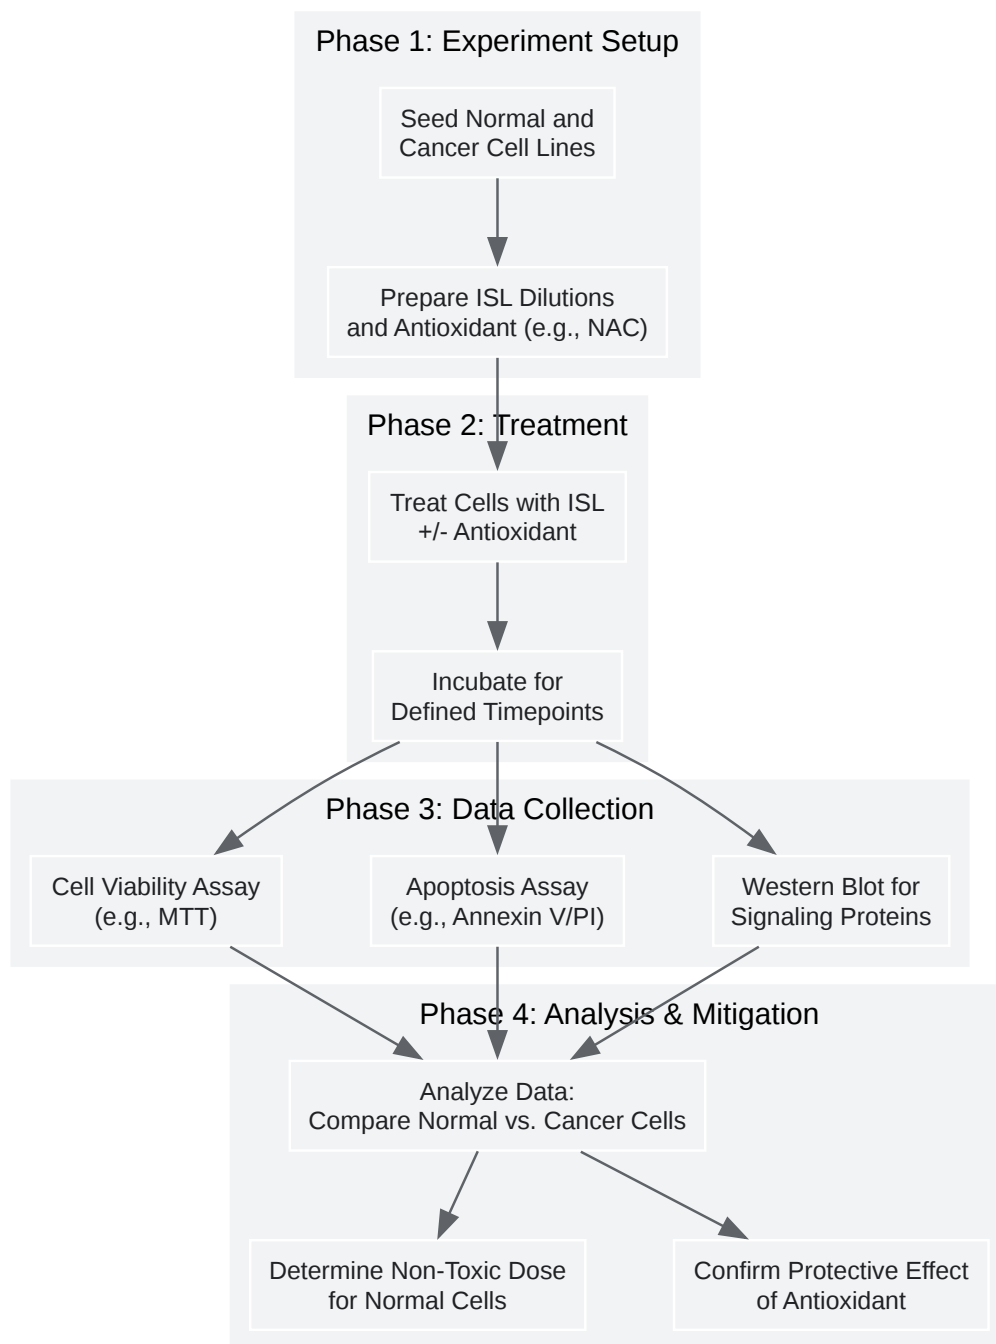 Phase 1: Experiment Setup
Seed Normal and
Cancer Cell Lines
Prepare ISL Dilutions
and Antioxidant (e.g., NAC)
Phase 2: Treatment
Treat Cells with ISL
+/- Antioxidant
Incubate for
Defined Timepoints
Phase 3: Data Collection
Cell Viability Assay
(e.g., MTT)
Apoptosis Assay
(e.g., Annexin V/PI)
Western Blot for
Signaling Proteins
Phase 4: Analysis & Mitigation
Analyze Data:
Compare Normal vs. Cancer Cells
Determine Non-Toxic Dose
for Normal Cells
Confirm Protective Effect
of Antioxidant